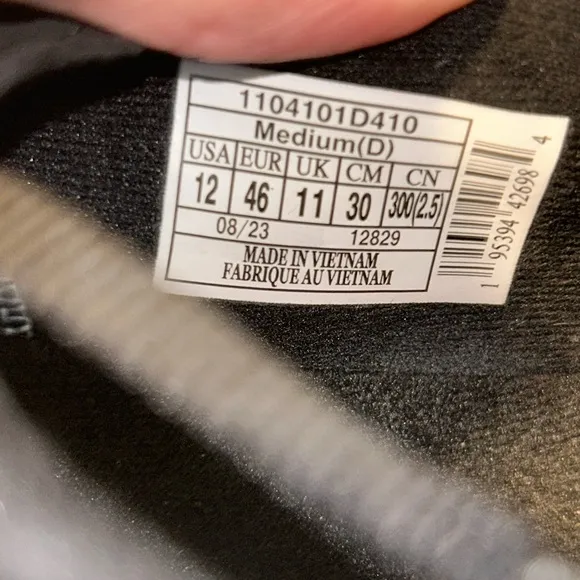 1104101D410
Medium(D)
USA EUR UK CM CN
12 46 11 30 300(2.5)
08/23 12829
MADE IN VIETNAM
FABRIQUE AU VIETNAM
1 95394 42698 4